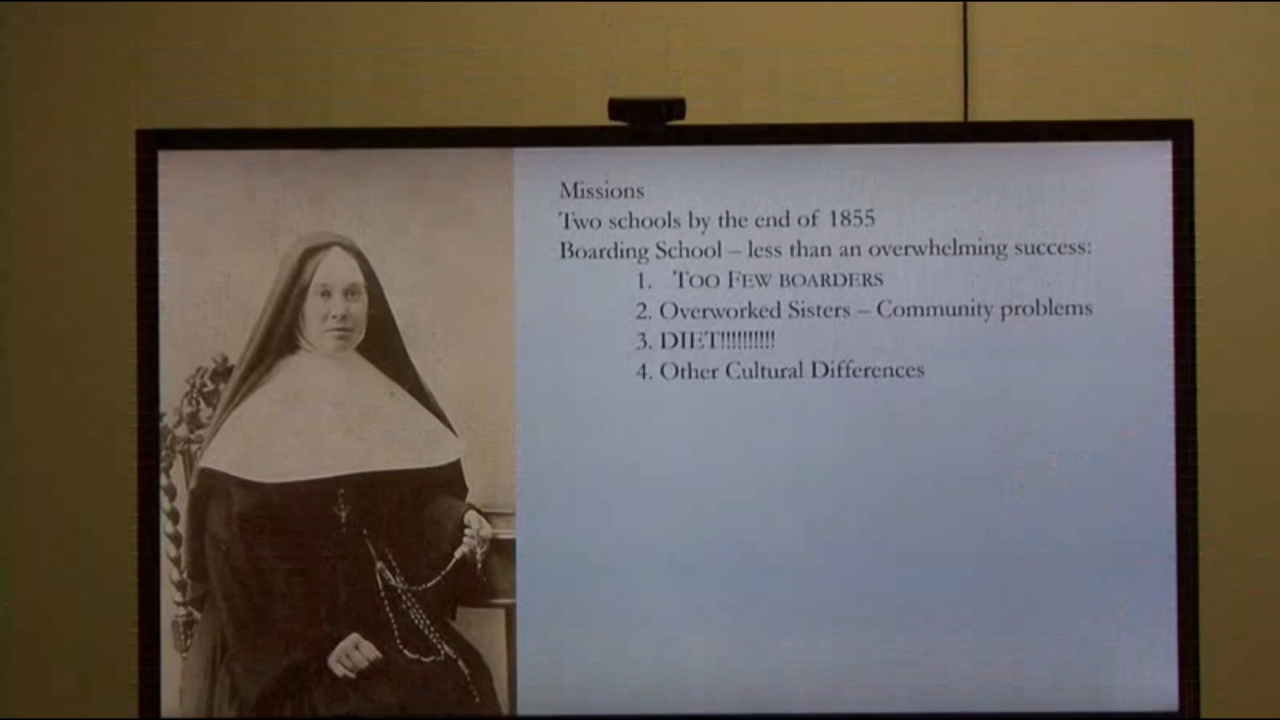 Missions
Two schools by the end of 1855
Boarding School – less than an overwhelming success:
1. TOO FEW BOARDERS
2. Overworked Sisters – Community problems
3. DIET!!!!!!!!!!
4. Other Cultural Differences